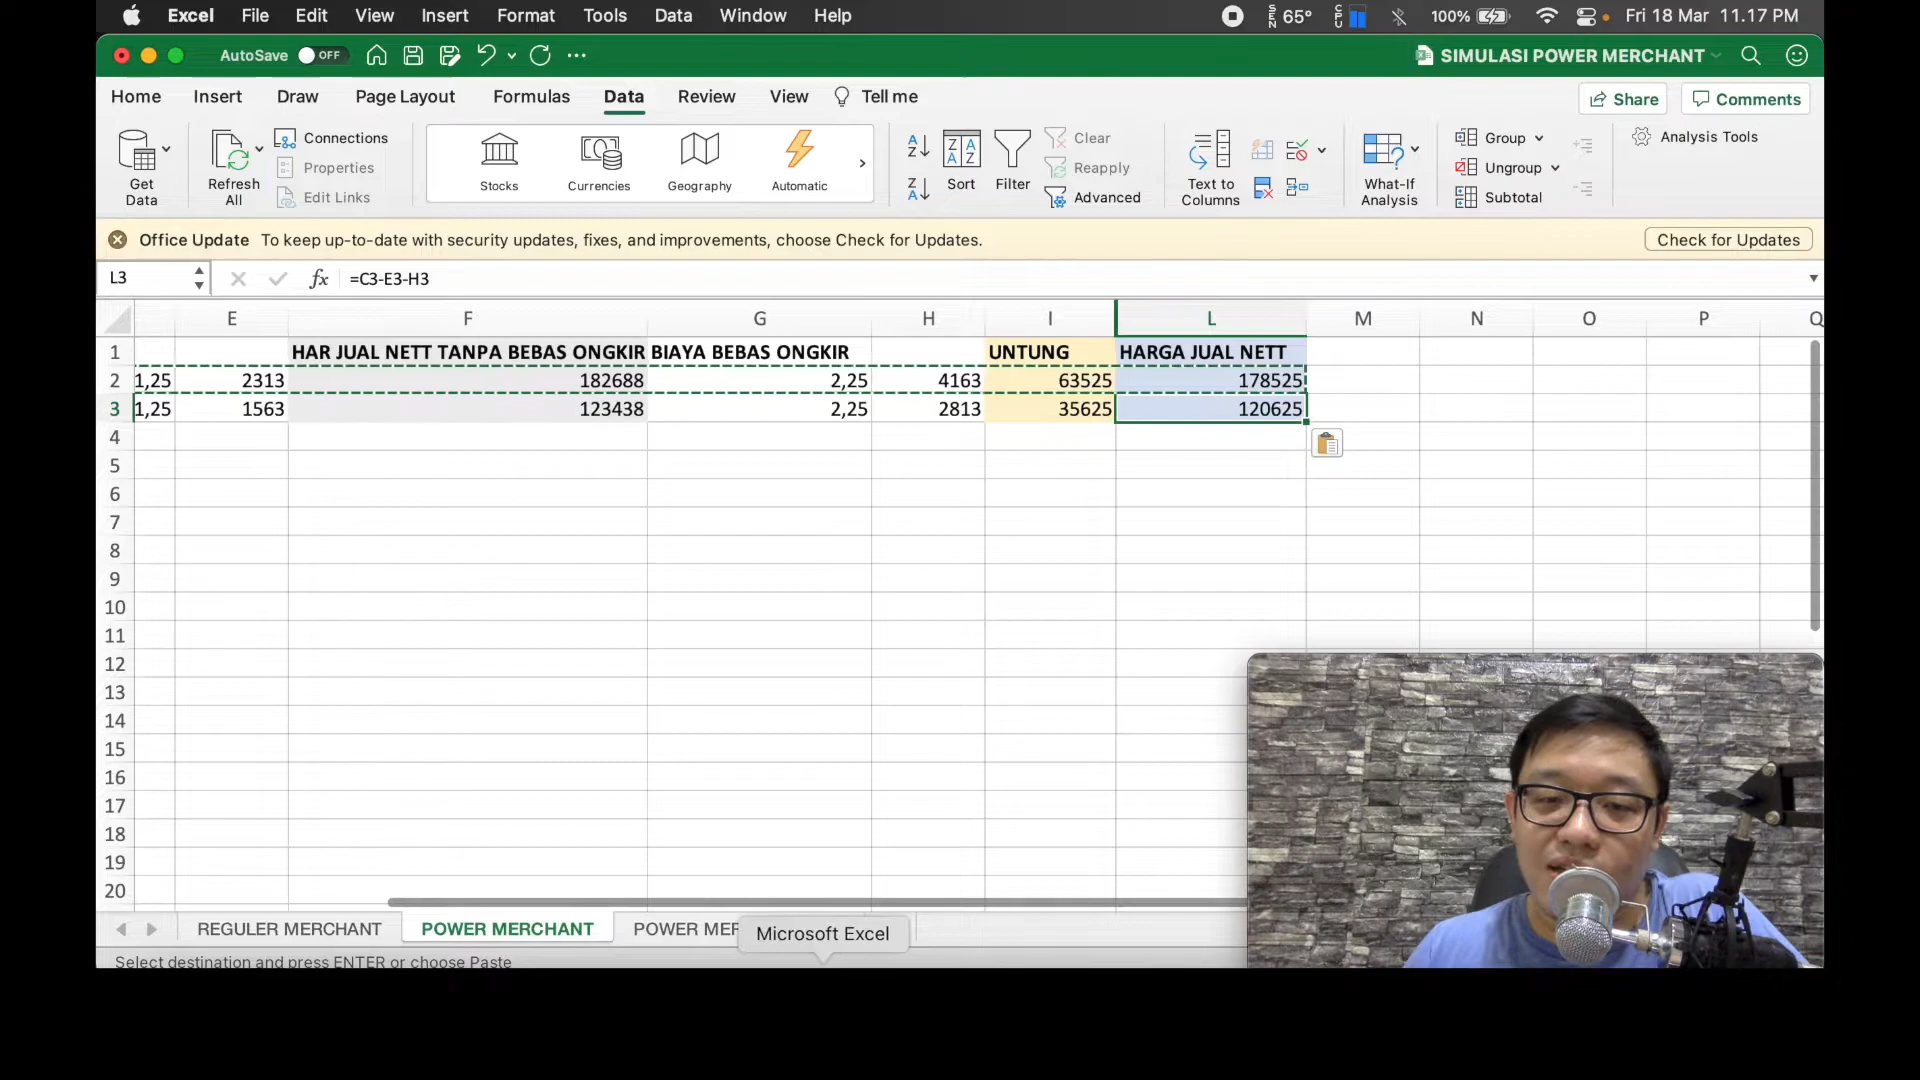 Excel File Edit View Insert Format Tools Data Window Help SEN 65° CPU 100% Fri 18 Mar 11.17 PM
AutoSave OFF SIMULASI POWER MERCHANT
Home Insert Draw Page Layout Formulas Data Review View Tell me Share Comments
Get Data
Refresh All
Connections
Properties
Edit Links
Stocks
Currencies
Geography
Automatic
Sort
Filter
Clear
Reapply
Advanced
Text to Columns
What-If Analysis
Group
Ungroup
Subtotal
Analysis Tools
Office Update To keep up-to-date with security updates, fixes, and improvements, choose Check for Updates. Check for Updates
L3 fx =C3-E3-H3
E F G H I L M N O P Q
1 HAR JUAL NETT TANPA BEBAS ONGKIR BIAYA BEBAS ONGKIR UNTUNG HARGA JUAL NETT
2 1,25 2313 182688 2,25 4163 63525 178525
3 1,25 1563 123438 2,25 2813 35625 120625
4
5
6
7
8
9
10
11
12
13
14
15
16
17
18
19
20
REGULER MERCHANT POWER MERCHANT POWER MER
Microsoft Excel
Select destination and press ENTER or choose Paste